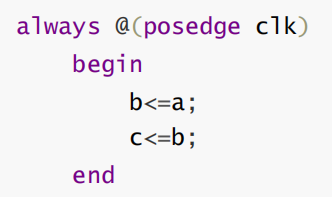 always @(posedge clk)
begin
b<=a;
c<=b;
end